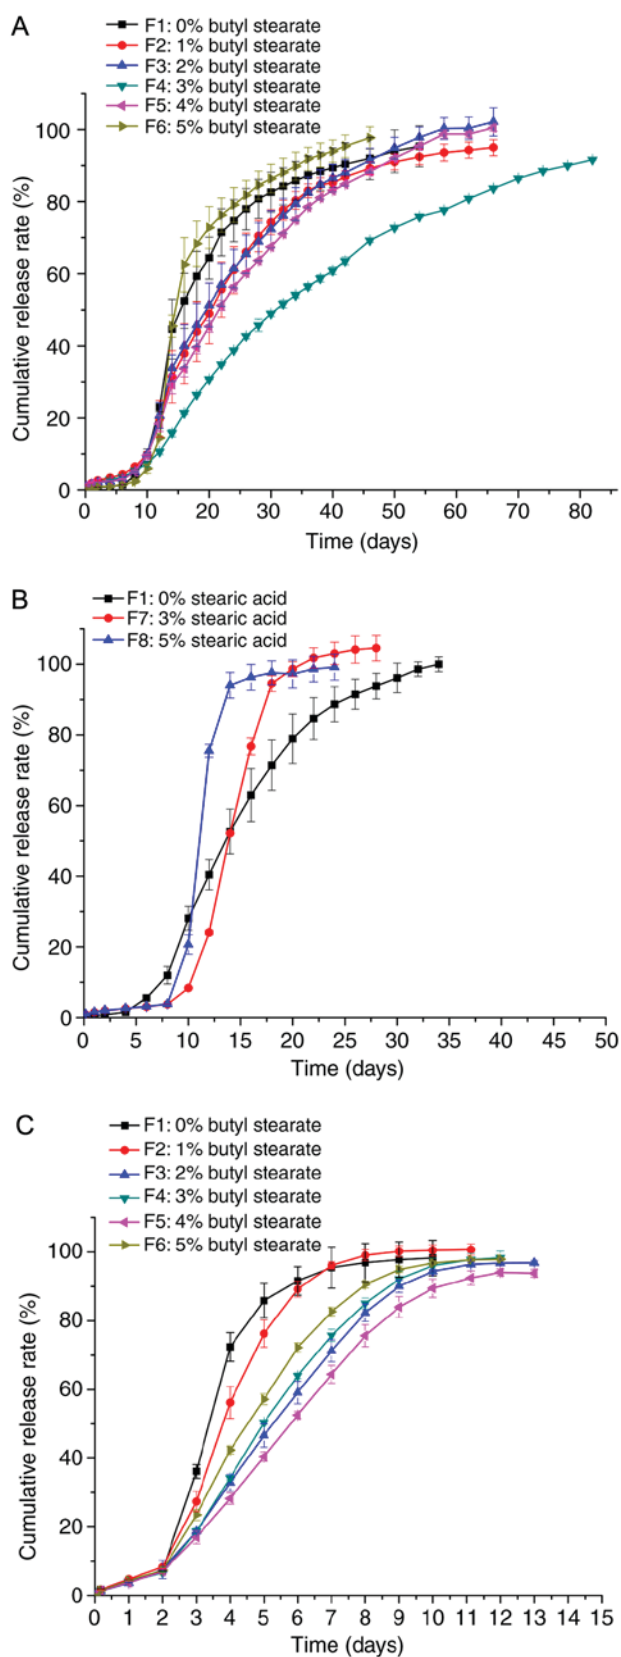 A
F1: 0% butyl stearate
F2: 1% butyl stearate
F3: 2% butyl stearate
F4: 3% butyl stearate
F5: 4% butyl stearate
F6: 5% butyl stearate
Cumulative release rate (%)
100
80
60
40
20
0
0 10 20 30 40 50 60 70 80
Time (days)
B
F1: 0% stearic acid
F7: 3% stearic acid
F8: 5% stearic acid
Cumulative release rate (%)
100
80
60
40
20
0
0 5 10 15 20 25 30 35 40 45 50
Time (days)
C
F1: 0% butyl stearate
F2: 1% butyl stearate
F3: 2% butyl stearate
F4: 3% butyl stearate
F5: 4% butyl stearate
F6: 5% butyl stearate
Cumulative release rate (%)
100
80
60
40
20
0
0 1 2 3 4 5 6 7 8 9 10 11 12 13 14 15
Time (days)